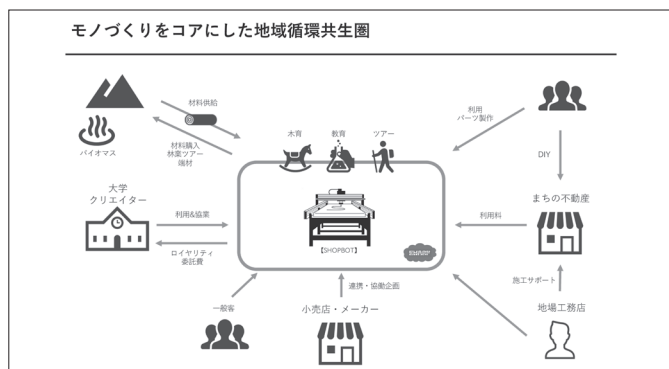 モノづくりをコアにした地域循環共生圏
材料供給
木育
教育
ツアー
利用
パーツ製作
バイオマス
材料購入
林業ツアー
端材
DIY
大学
クリエイター
まちの不動産
利用&協業
利用料
【SHOPBOT】
ロイヤリティ
委託費
施工サポート
連携・協働企画
一般客
小売店・メーカー
地場工務店